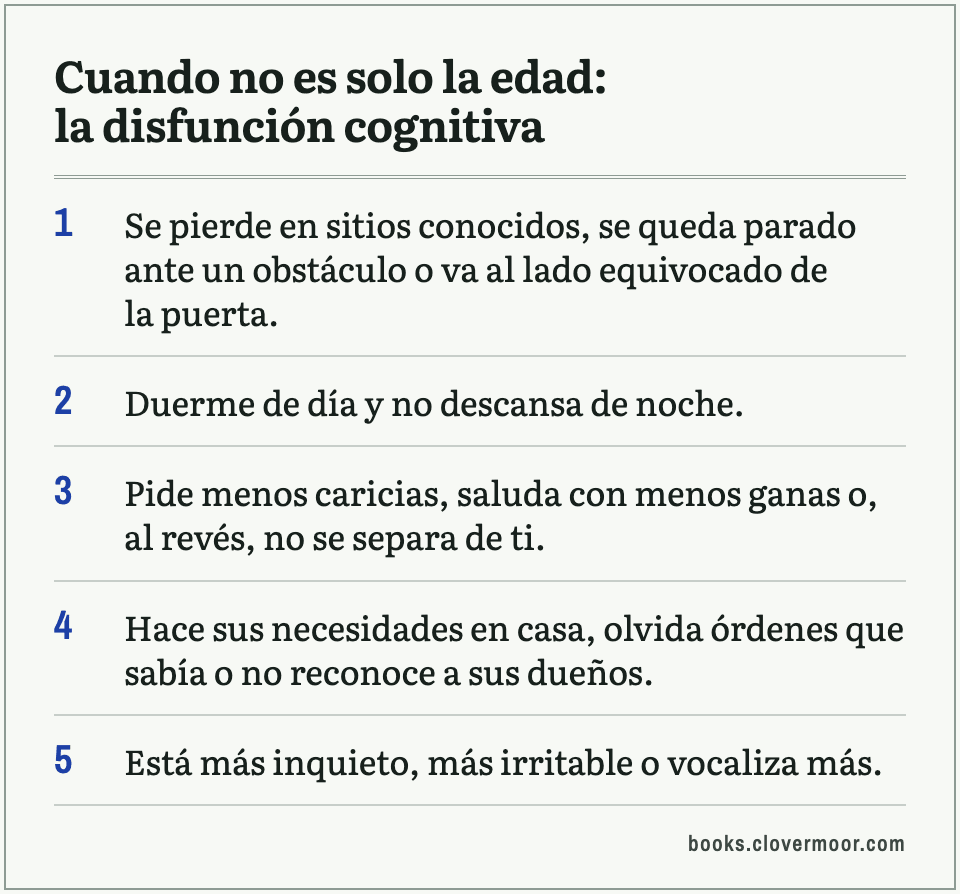 Cuando no es solo la edad:
la disfunción cognitiva
1 Se pierde en sitios conocidos, se queda parado
ante un obstáculo o va al lado equivocado de
la puerta.
2 Duerme de día y no descansa de noche.
3 Pide menos caricias, saluda con menos ganas o,
al revés, no se separa de ti.
4 Hace sus necesidades en casa, olvida órdenes que
sabía o no reconoce a sus dueños.
5 Está más inquieto, más irritable o vocaliza más.
books.clovermoor.com